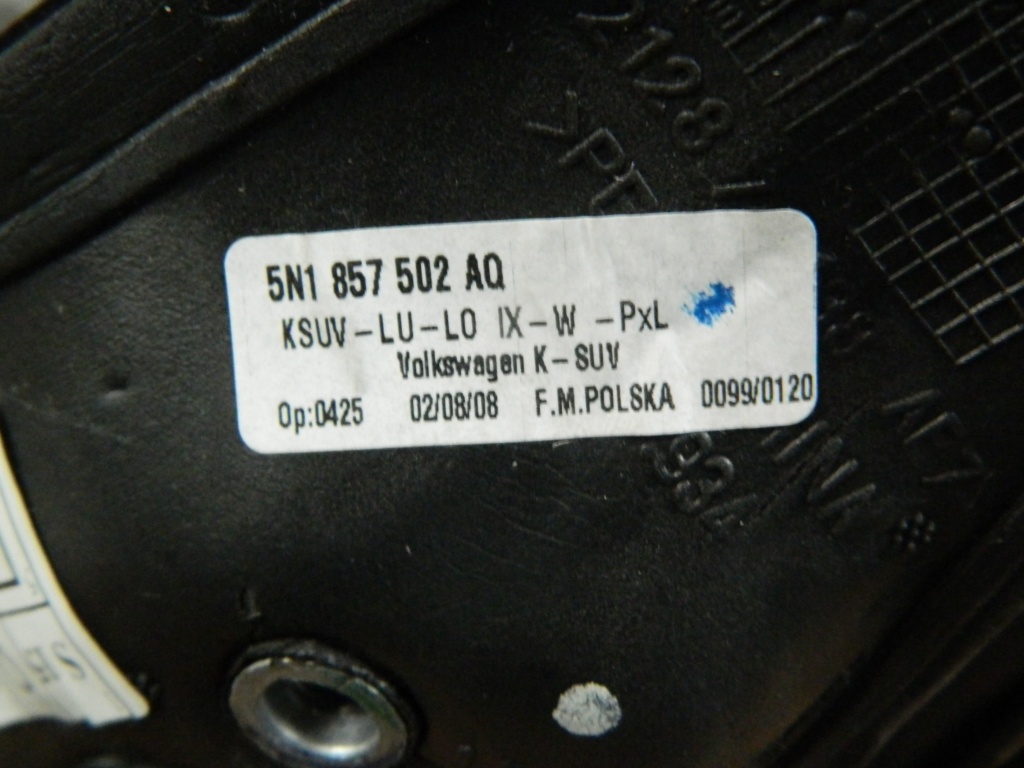 5N1 857 502 AQ
KSUV-LU-LO IX-W -PxL
Volkswagen K-SUV
Op:0425 02/08/08 F.M.POLSKA 0099/0120